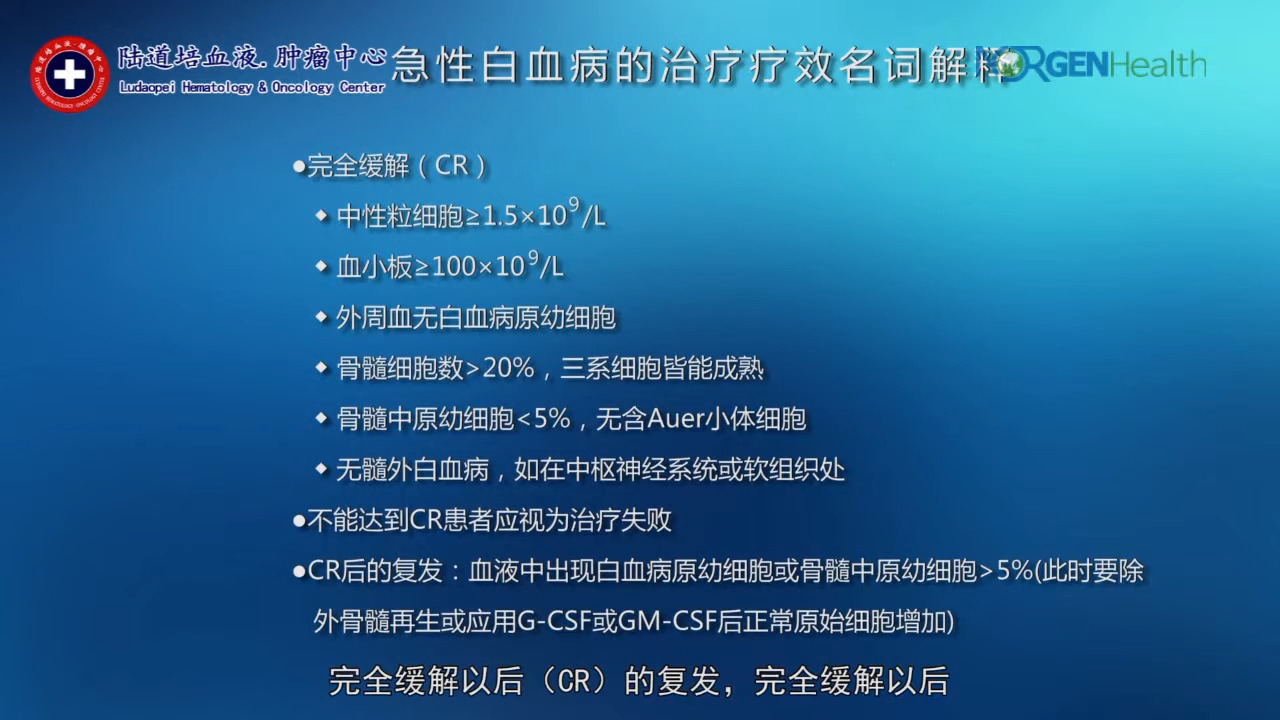 陆道培血液.肿瘤中心
Ludaopei Hematology & Oncology Center
急性白血病的治疗疗效名词解释
RGENHealth
●完全缓解（CR）
◆ 中性粒细胞≥1.5×10⁹/L
◆ 血小板≥100×10⁹/L
◆ 外周血无白血病原幼细胞
◆ 骨髓细胞数>20%，三系细胞皆能成熟
◆ 骨髓中原幼细胞<5%，无含Auer小体细胞
◆ 无髓外白血病，如在中枢神经系统或软组织处
●不能达到CR患者应视为治疗失败
●CR后的复发：血液中出现白血病原幼细胞或骨髓中原幼细胞>5%(此时要除
外骨髓再生或应用G-CSF或GM-CSF后正常原始细胞增加)
完全缓解以后（CR）的复发，完全缓解以后